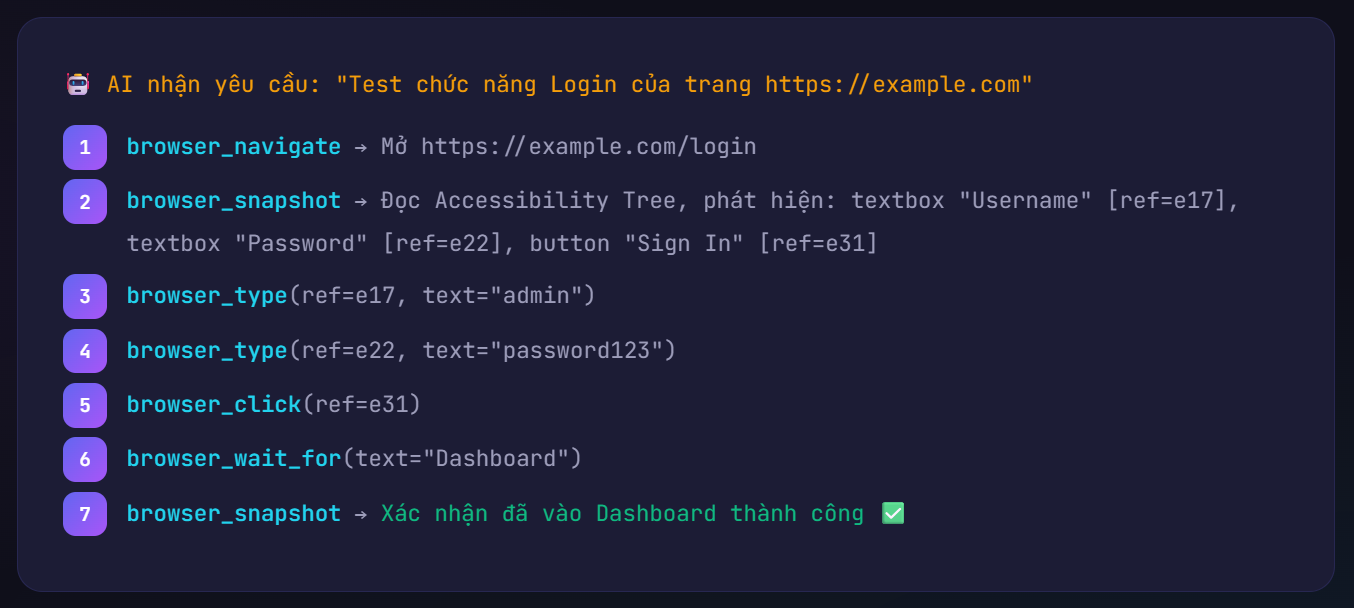 🤖 AI nhận yêu cầu: "Test chức năng Login của trang https://example.com"
1 browser_navigate → Mở https://example.com/login
2 browser_snapshot → Đọc Accessibility Tree, phát hiện: textbox "Username" [ref=e17],
textbox "Password" [ref=e22], button "Sign In" [ref=e31]
3 browser_type(ref=e17, text="admin")
4 browser_type(ref=e22, text="password123")
5 browser_click(ref=e31)
6 browser_wait_for(text="Dashboard")
7 browser_snapshot → Xác nhận đã vào Dashboard thành công ✅